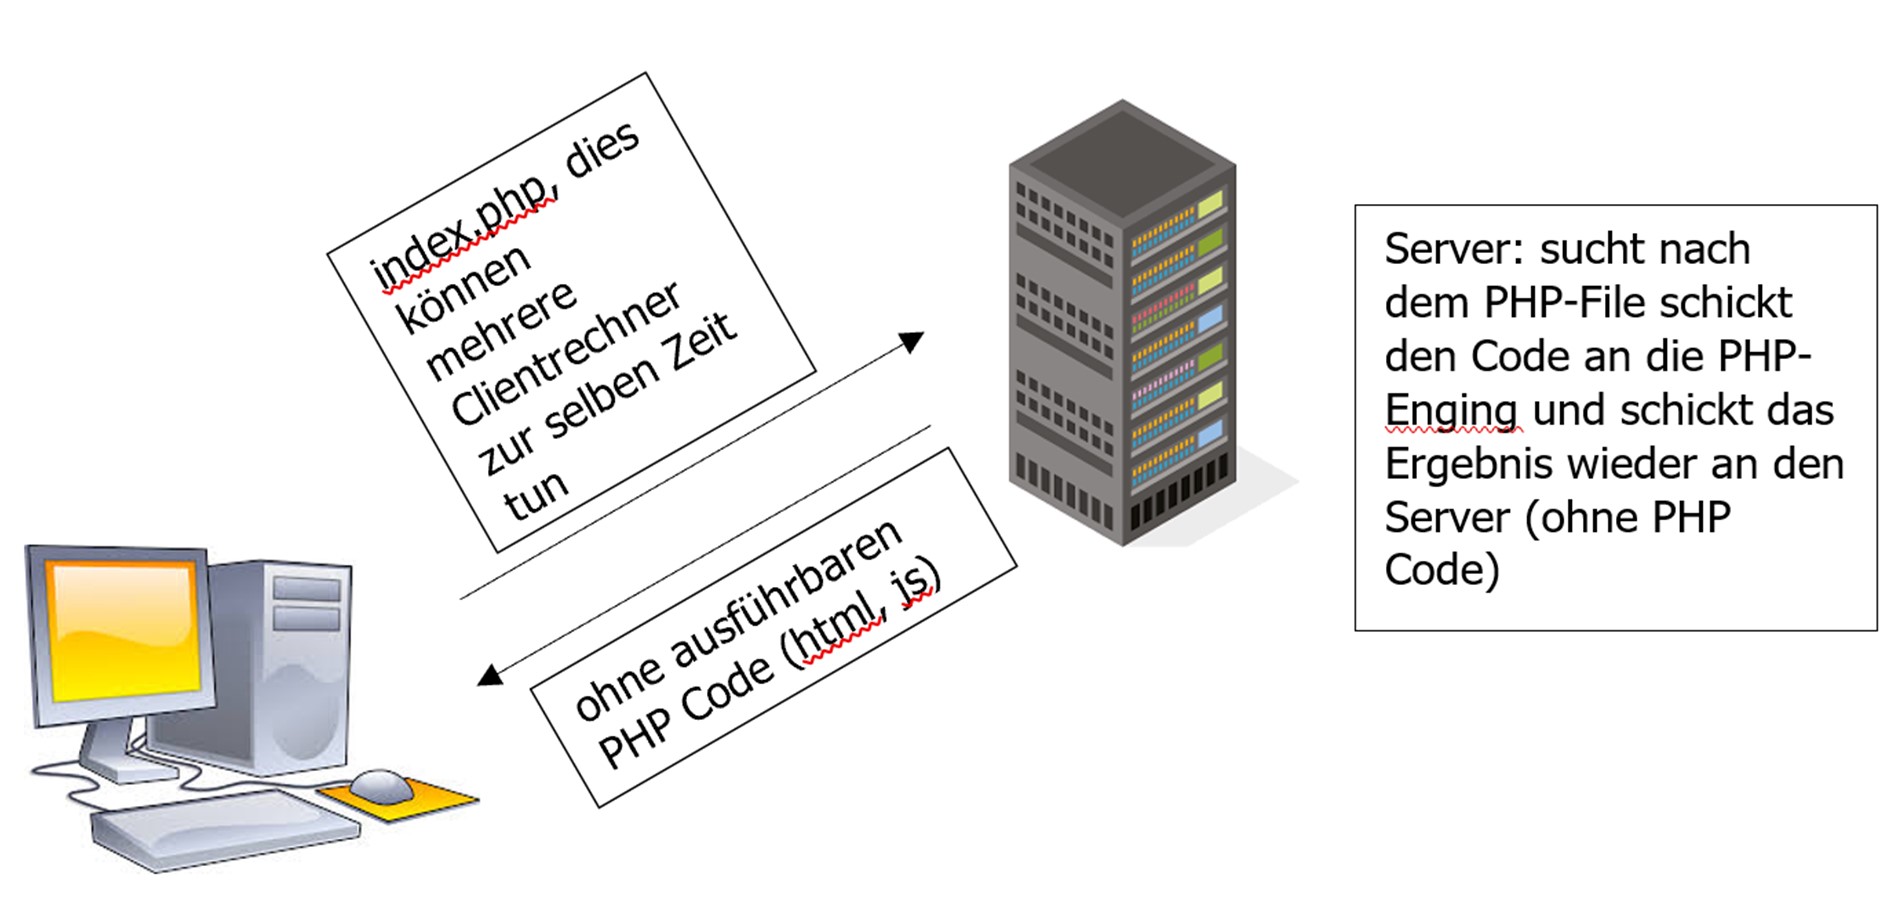 index.php, dies
können
mehrere
Clientrechner
zur selben Zeit
tun
ohne ausführbaren
PHP Code (html, js)
Server: sucht nach
dem PHP-File schickt
den Code an die PHP-
Enging und schickt das
Ergebnis wieder an den
Server (ohne PHP
Code)